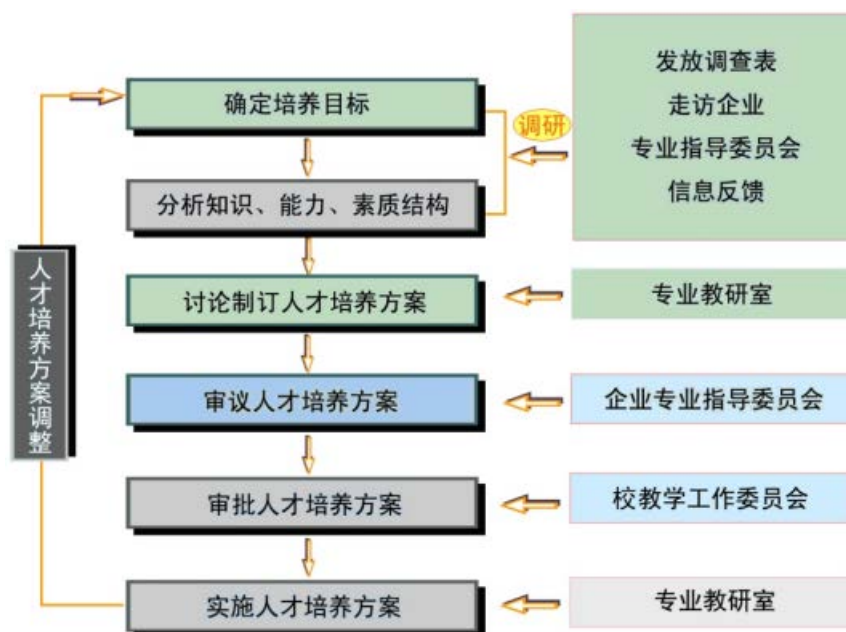 确定培养目标
调研
发放调查表
走访企业
专业指导委员会
信息反馈
分析知识、能力、素质结构
讨论制订人才培养方案
专业教研室
人才培养方案调整
审议人才培养方案
企业专业指导委员会
审批人才培养方案
校教学工作委员会
实施人才培养方案
专业教研室